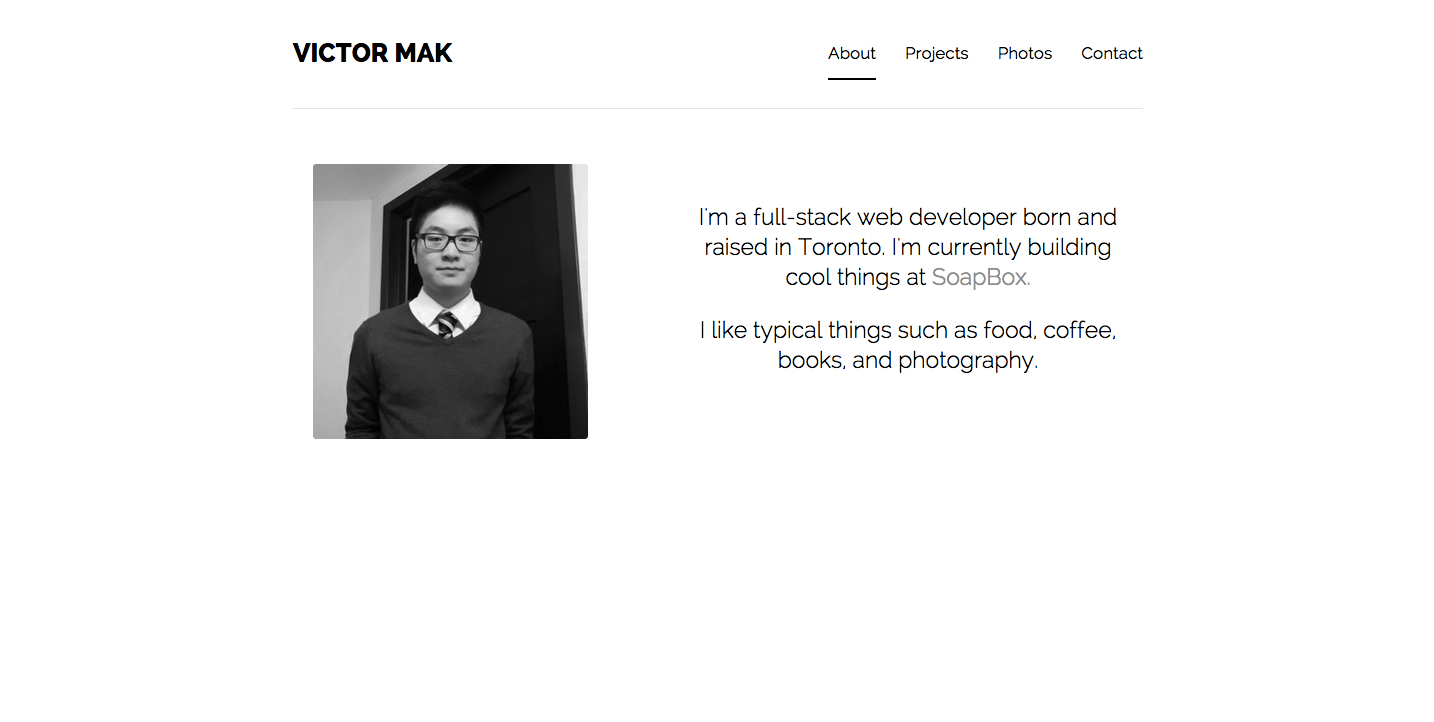 VICTOR MAK
About Projects Photos Contact
I'm a full-stack web developer born and
raised in Toronto. I'm currently building
cool things at SoapBox.
I like typical things such as food, coffee,
books, and photography.